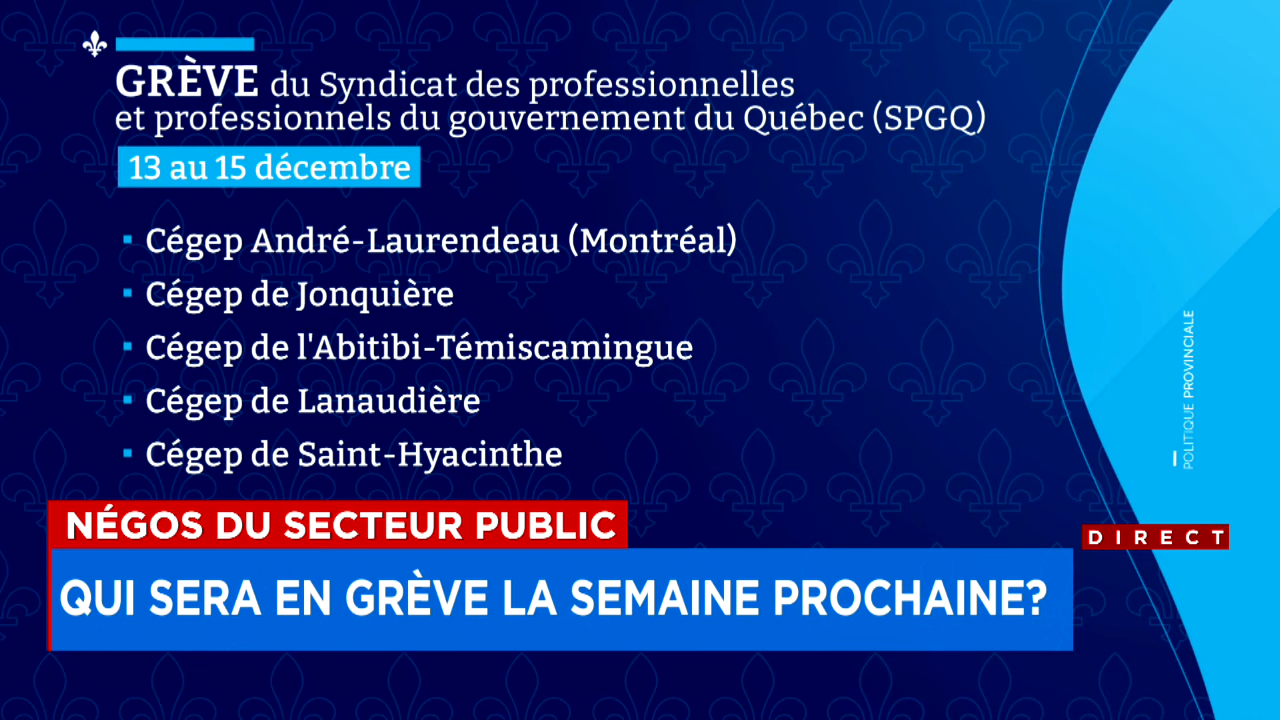 GRÈVE du Syndicat des professionnelles
et professionnels du gouvernement du Québec (SPGQ)
13 au 15 décembre
▪ Cégep André-Laurendeau (Montréal)
▪ Cégep de Jonquière
▪ Cégep de l'Abitibi-Témiscamingue
▪ Cégep de Lanaudière
▪ Cégep de Saint-Hyacinthe
POLITIQUE PROVINCIALE
NÉGOS DU SECTEUR PUBLIC
DIRECT
QUI SERA EN GRÈVE LA SEMAINE PROCHAINE?